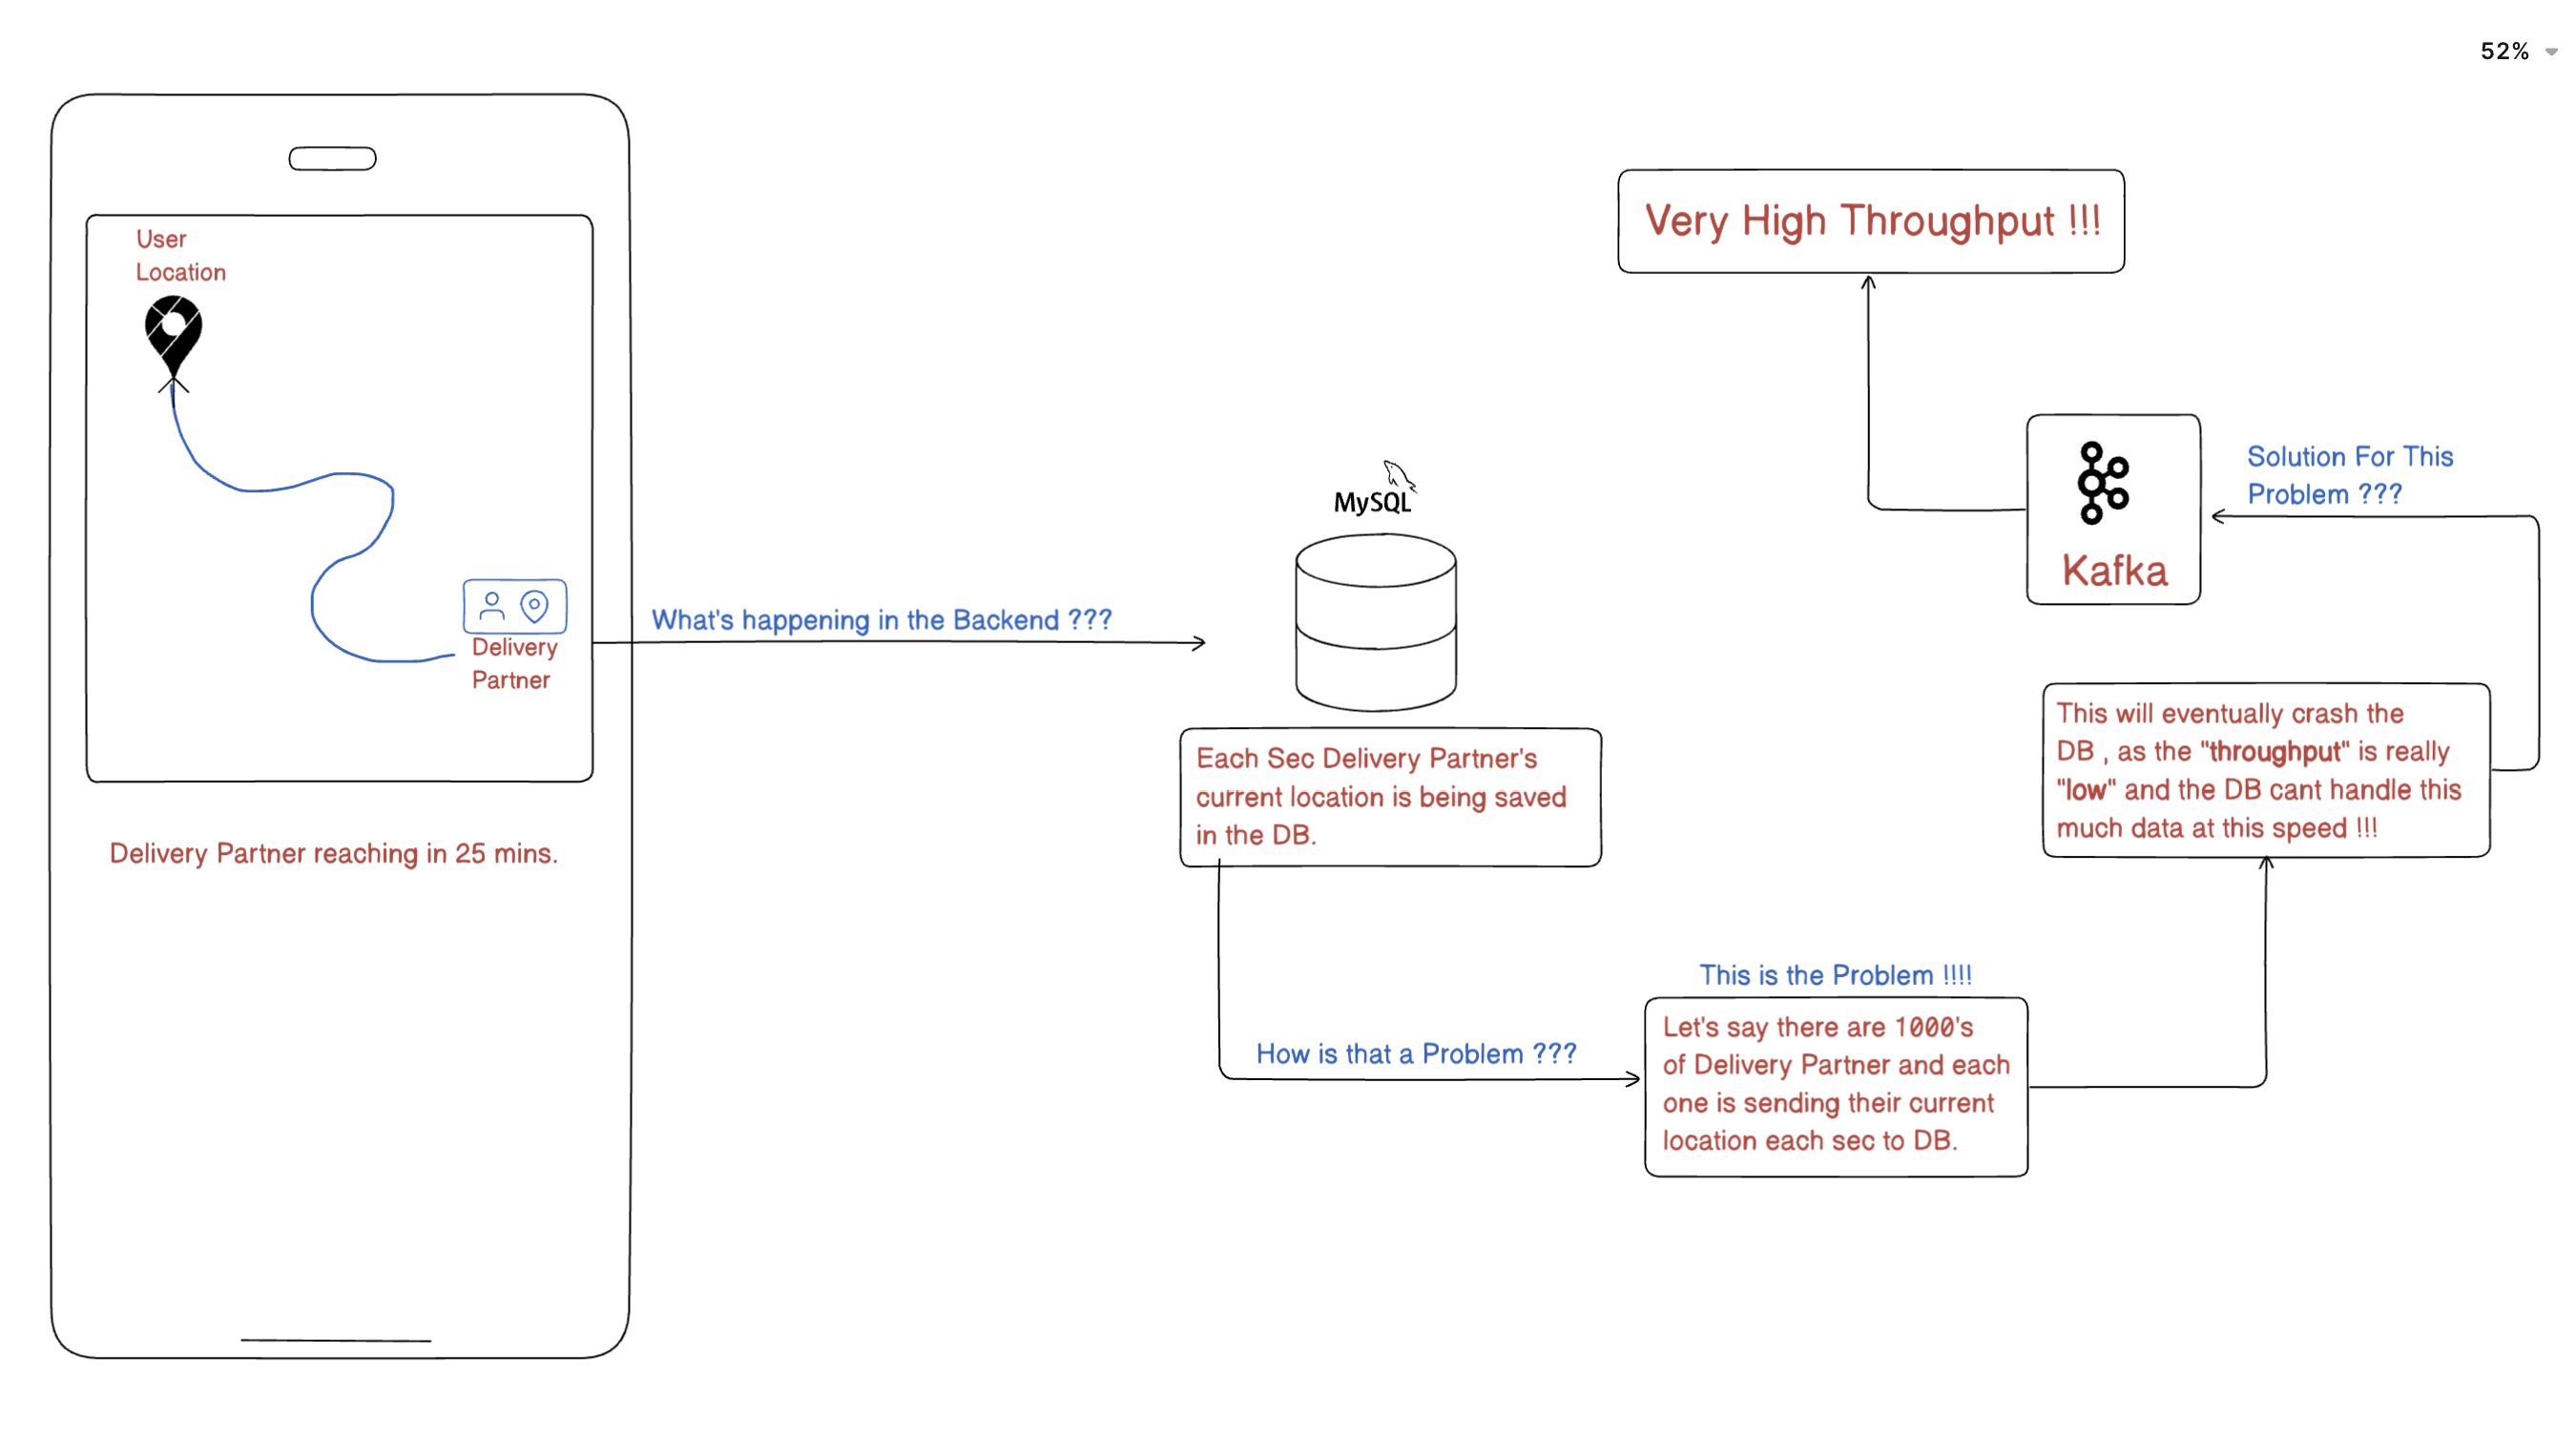 52%
User
Location
Delivery
Partner
Delivery Partner reaching in 25 mins.
What's happening in the Backend ???
MySQL
Each Sec Delivery Partner's
current location is being saved
in the DB.
How is that a Problem ???
This is the Problem !!!!
Let's say there are 1000's
of Delivery Partner and each
one is sending their current
location each sec to DB.
This will eventually crash the
DB , as the "throughput" is really
"low" and the DB cant handle this
much data at this speed !!!
Solution For This
Problem ???
Kafka
Very High Throughput !!!